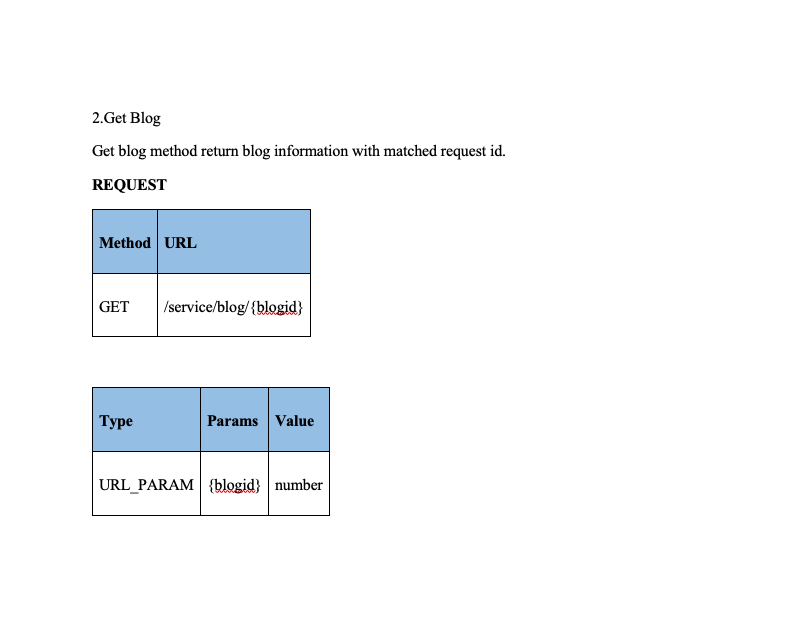 2.Get Blog
Get blog method return blog information with matched request id.
REQUEST
Method URL
GET /service/blog/{blogid}
Type Params Value
URL_PARAM {blogid} number